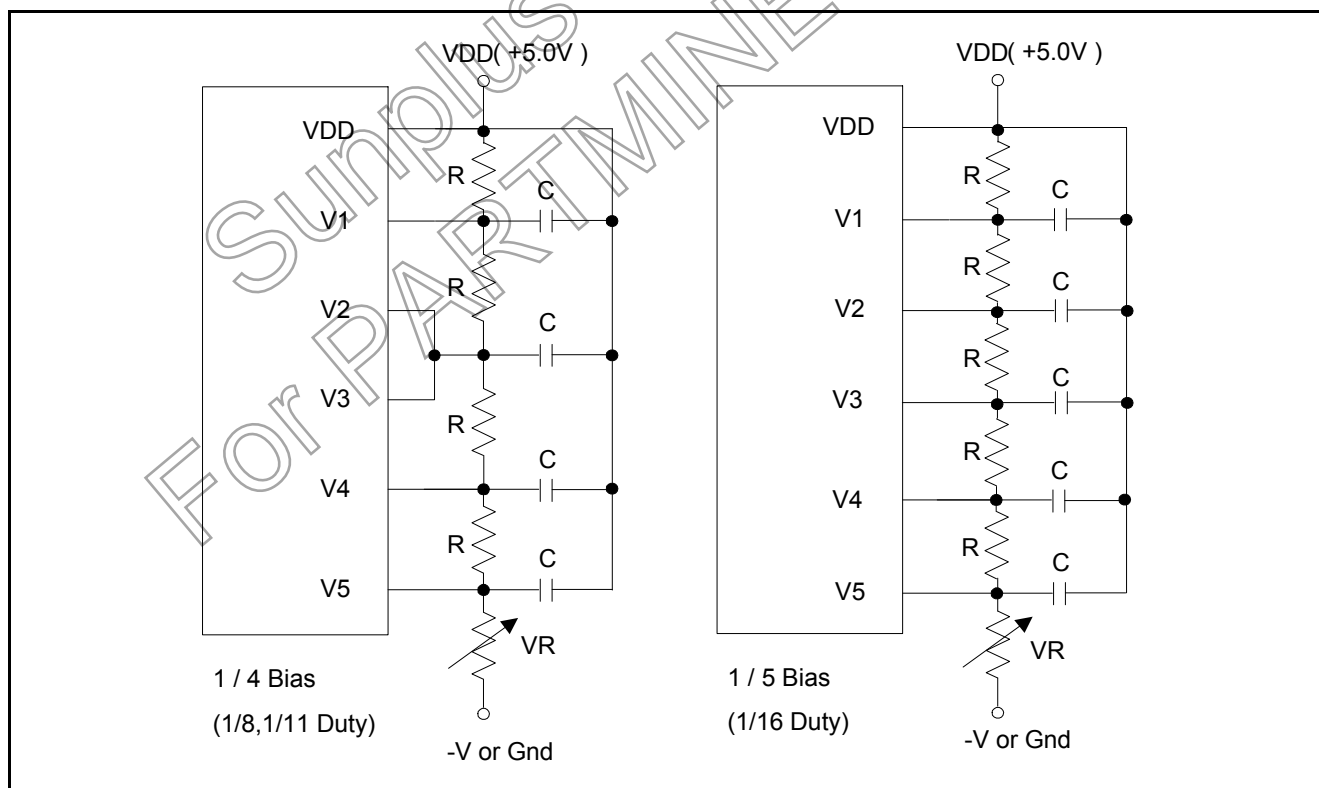 Sunplus
For PARTMINE
VDD( +5.0V )
VDD
R
C
V1
R
V2
C
V3
R
V4
C
R
C
V5
VR
1 / 4 Bias
(1/8,1/11 Duty)
-V or Gnd
VDD( +5.0V )
VDD
R
C
V1
R
C
V2
R
C
V3
R
C
V4
R
C
V5
VR
1 / 5 Bias
(1/16 Duty)
-V or Gnd